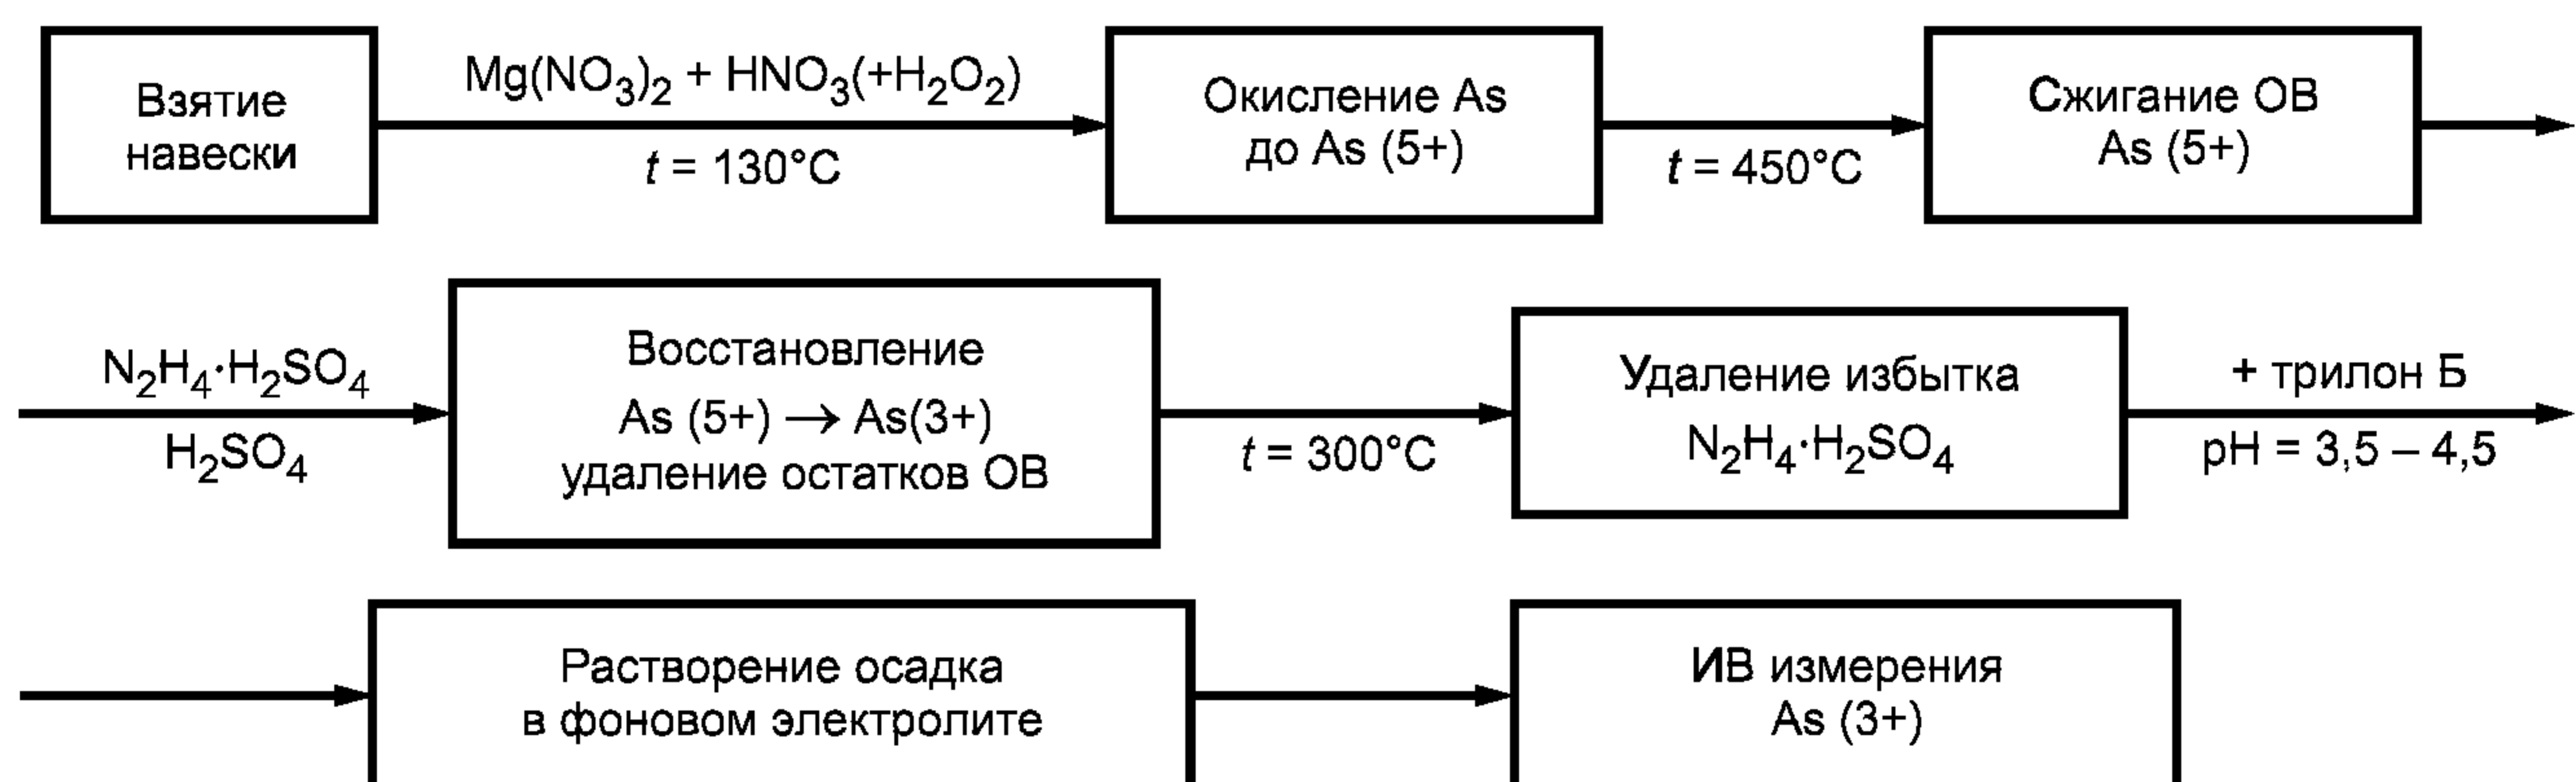 Взятие
навески
Mg(NO₃)₂ + HNO₃(+H₂O₂)
t = 130°C
Окисление As
до As (5+)
t = 450°C
Сжигание ОВ
As (5+)
N₂H₄·H₂SO₄
H₂SO₄
Восстановление
As (5+) → As(3+)
удаление остатков ОВ
t = 300°C
Удаление избытка
N₂H₄·H₂SO₄
+ трилон Б
pH = 3,5 – 4,5
Растворение осадка
в фоновом электролите
ИВ измерения
As (3+)